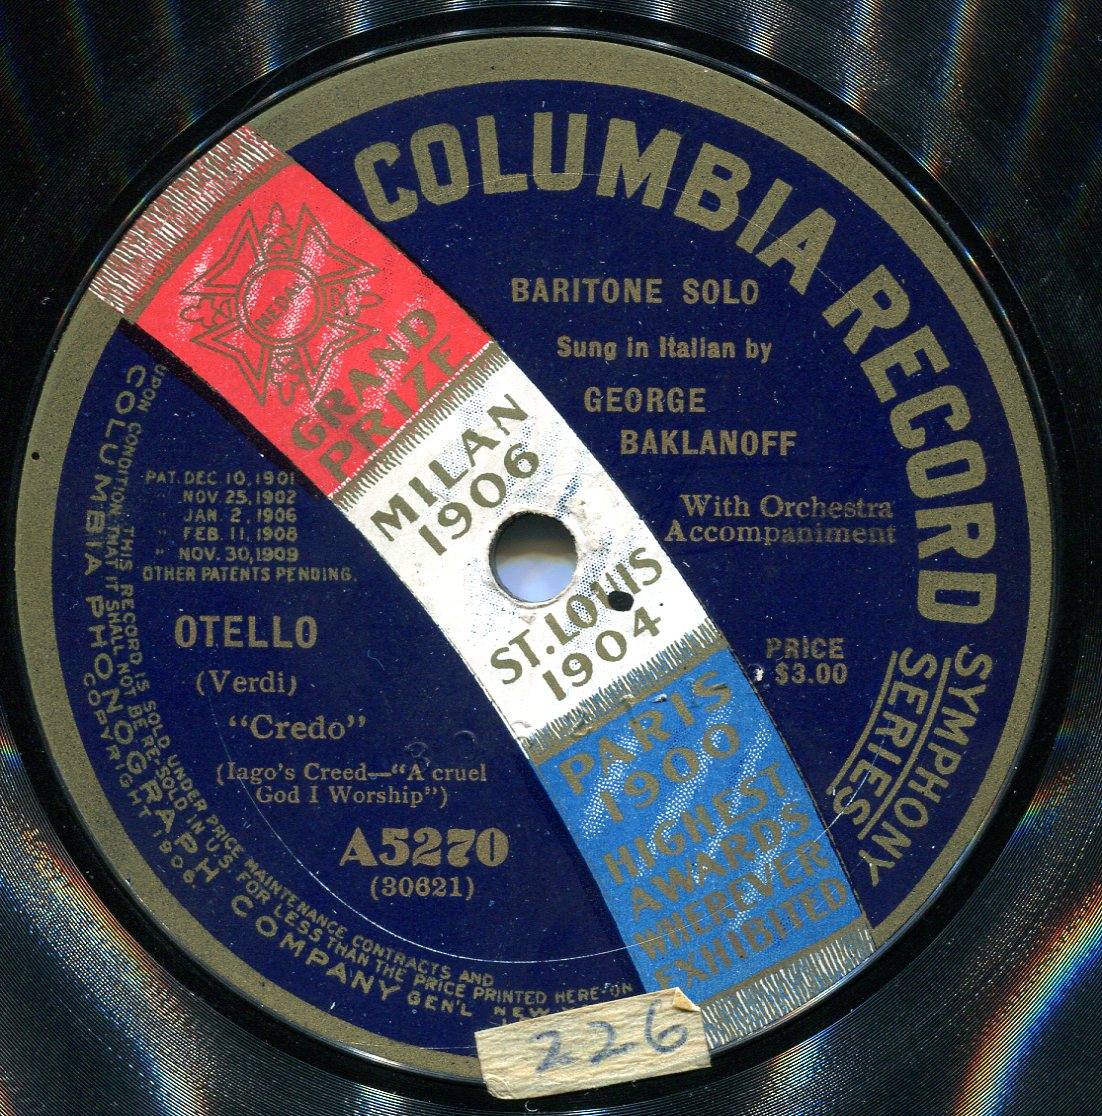 COLUMBIA RECORD
SYMPHONY
SERIES
MEDAL
GRAND
PRIZE
MILAN
1906
ST. LOUIS
1904
PARIS
1900
HIGHEST
AWARDS
WHEREVER
EXHIBITED
BARITONE SOLO
Sung in Italian by
GEORGE
BAKLANOFF
With Orchestra
Accompaniment
PRICE
$3.00
PAT. DEC. 10, 1901
" NOV. 25, 1902
" JAN. 2, 1906
" FEB. 11, 1908
" NOV. 30, 1909
OTHER PATENTS PENDING.
OTELLO
(Verdi)
"Credo"
(Iago's Creed—"A cruel
God I Worship")
A5270
(30621)
THIS RECORD IS SOLD UNDER PRICE MAINTENANCE CONTRACTS AND
UPON CONDITION THAT IT SHALL NOT BE RE-SOLD IN U.S. FOR LESS THAN THE PRICE PRINTED HERE-ON
COLUMBIA PHONOGRAPH COMPANY GEN'L NEW
COPYRIGHT 1906.
226